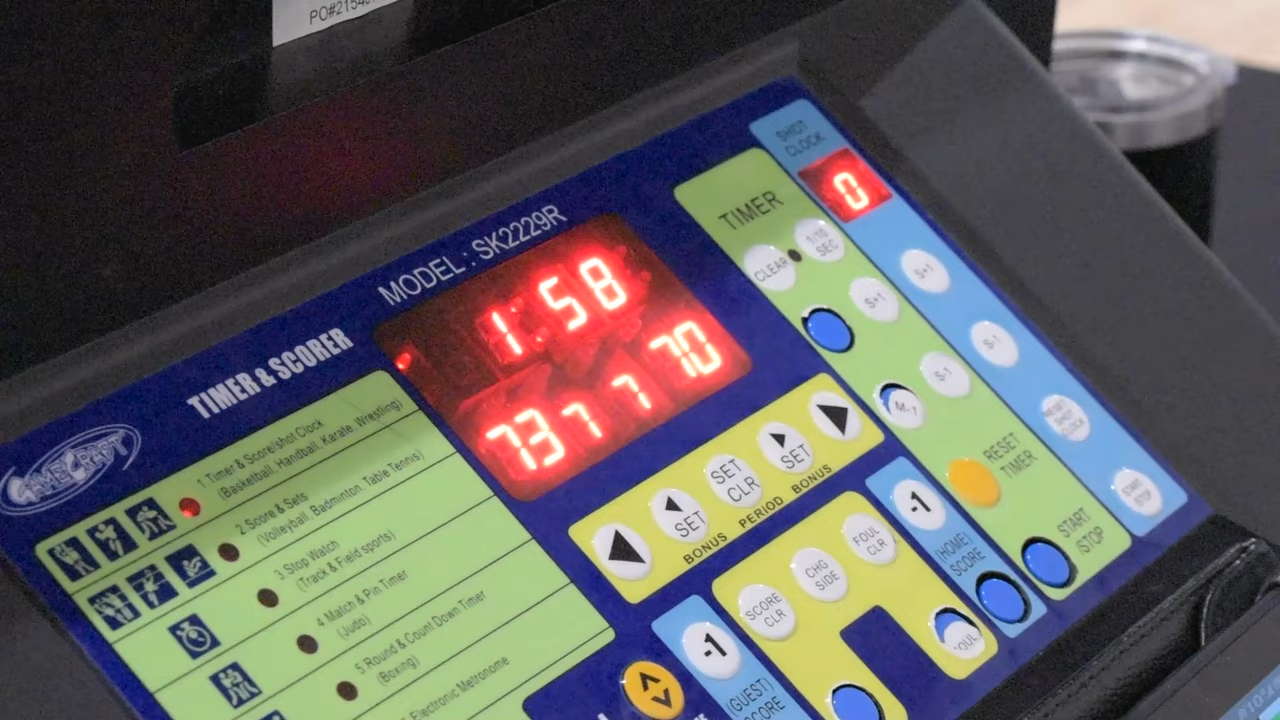 MODEL : SK2229R
TIMER & SCORER
GAMECRAFT
1:58
73 7 7 70
1 Timer & Score/shot Clock
(Basketball, Handball, Karate, Wrestling)
2 Score & Sets
(Volleyball, Badminton, Table Tennis)
3 Stop Watch
(Track & Field sports)
4 Match & Pin Timer
(Judo)
5 Round & Count Down Timer
(Boxing)
Electronic Metronome
SET
SET
CLR
SET
BONUS PERIOD BONUS
SCORE
CLR
CHG
SIDE
FOUL
CLR
-1
(GUEST)
SCORE
-1
(HOME)
SCORE
TIMER
CLEAR
1/10
SEC
S+1
S-1
M-1
RESET
TIMER
START
/STOP
SHOT
CLOCK
0
S+1
S-1
RESET
SHOT
CLOCK
START
STOP